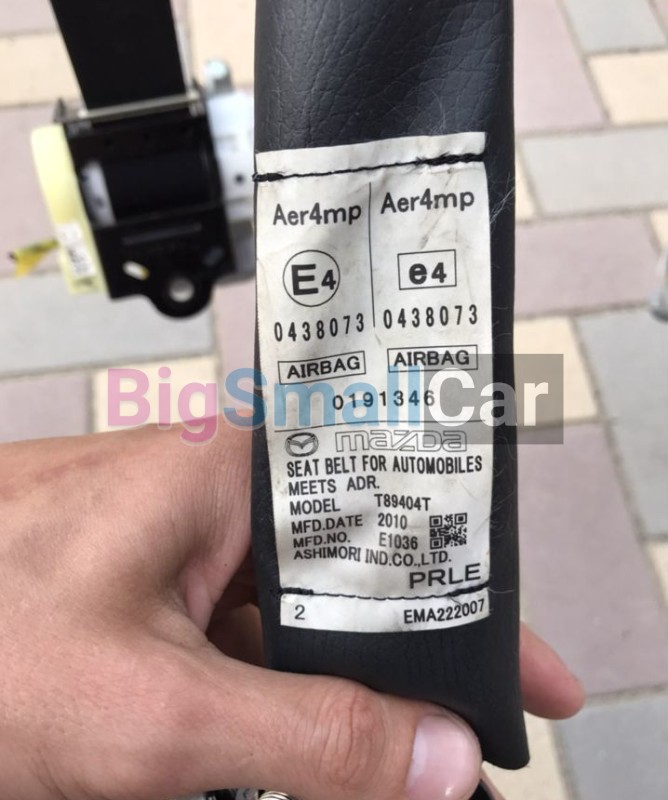 Aer4mp Aer4mp
E4 e4
0438073 0438073
AIRBAG AIRBAG
BigSmallCar
0191346
mazda
SEAT BELT FOR AUTOMOBILES
MEETS ADR.
MODEL T89404T
MFD.DATE 2010
MFD.NO. E1036
ASHIMORI IND.CO.,LTD.
PRLE
2 EMA222007